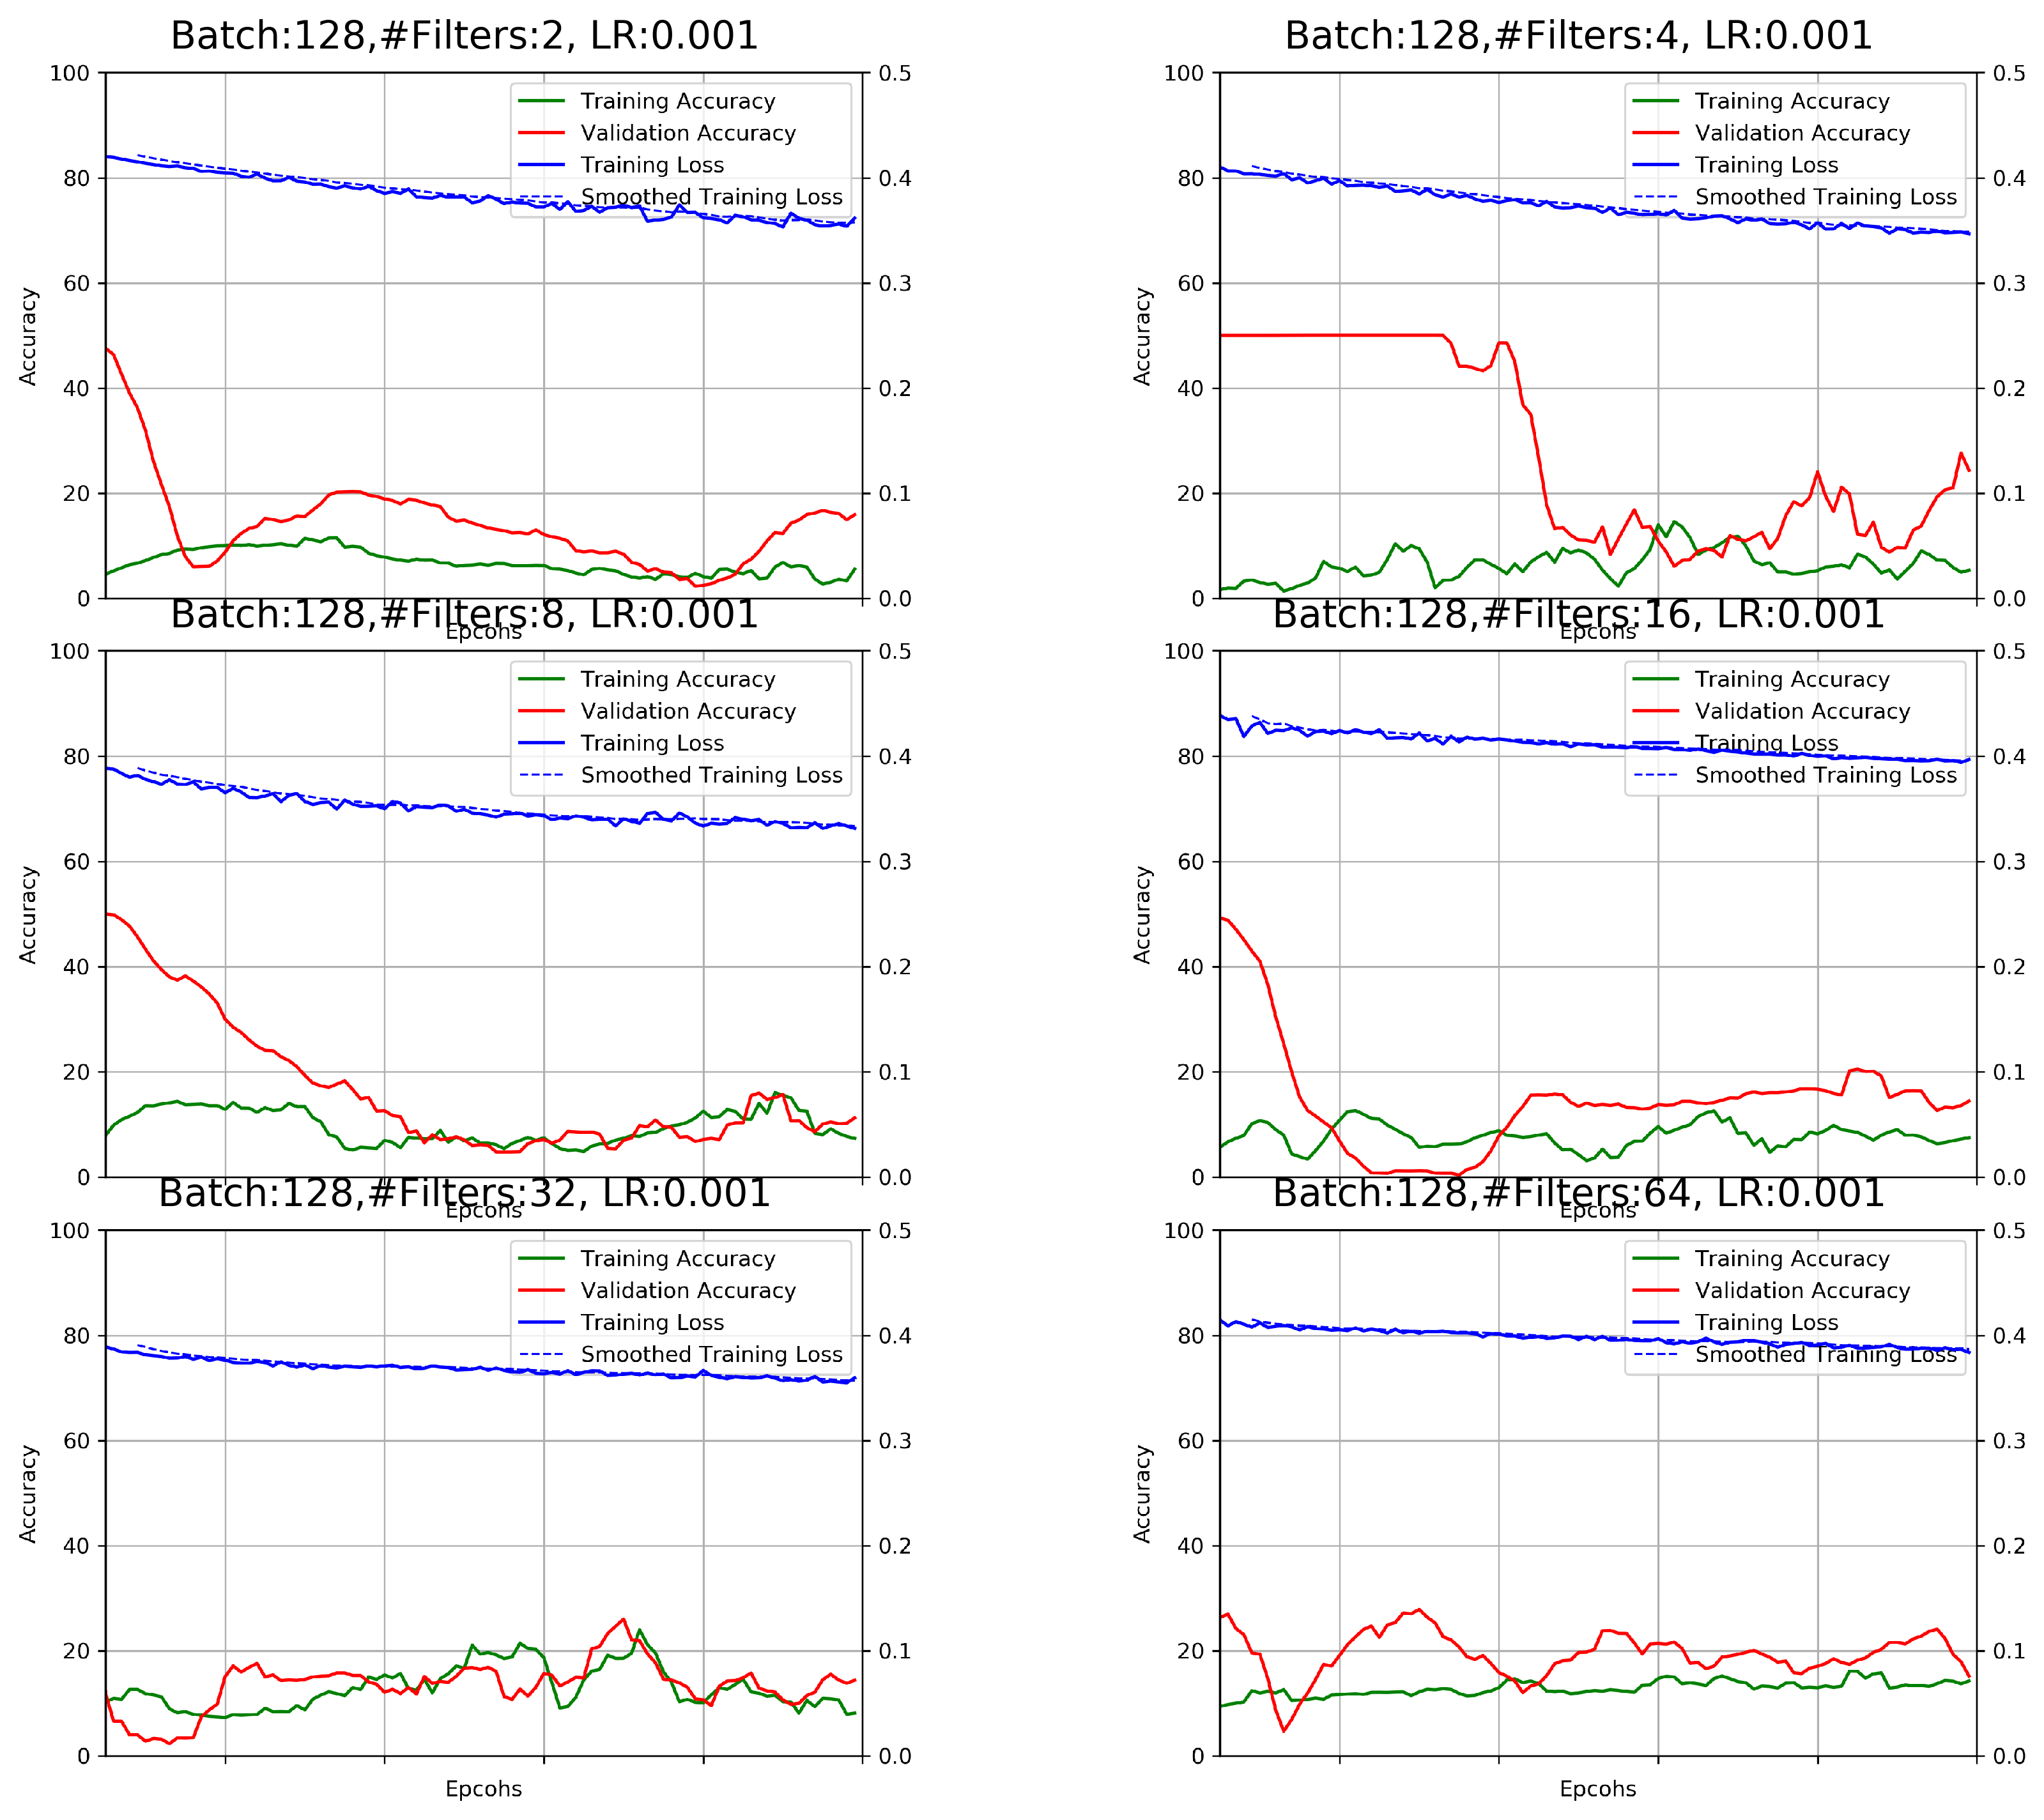 Batch:128,#Filters:2, LR:0.001
100
80
60
40
20
0
Accuracy
0.5
0.4
0.3
0.2
0.1
0.0
Training Accuracy
Validation Accuracy
Training Loss
Smoothed Training Loss
Epcohs
Batch:128,#Filters:4, LR:0.001
100
80
60
40
20
0
Accuracy
0.5
0.4
0.3
0.2
0.1
0.0
Training Accuracy
Validation Accuracy
Training Loss
Smoothed Training Loss
Epcohs
Batch:128,#Filters:8, LR:0.001
100
80
60
40
20
0
Accuracy
0.5
0.4
0.3
0.2
0.1
0.0
Training Accuracy
Validation Accuracy
Training Loss
Smoothed Training Loss
Epcohs
Batch:128,#Filters:16, LR:0.001
100
80
60
40
20
0
Accuracy
0.5
0.4
0.3
0.2
0.1
0.0
Training Accuracy
Validation Accuracy
Training Loss
Smoothed Training Loss
Epcohs
Batch:128,#Filters:32, LR:0.001
100
80
60
40
20
0
Accuracy
0.5
0.4
0.3
0.2
0.1
0.0
Training Accuracy
Validation Accuracy
Training Loss
Smoothed Training Loss
Epcohs
Batch:128,#Filters:64, LR:0.001
100
80
60
40
20
0
Accuracy
0.5
0.4
0.3
0.2
0.1
0.0
Training Accuracy
Validation Accuracy
Training Loss
Smoothed Training Loss
Epcohs